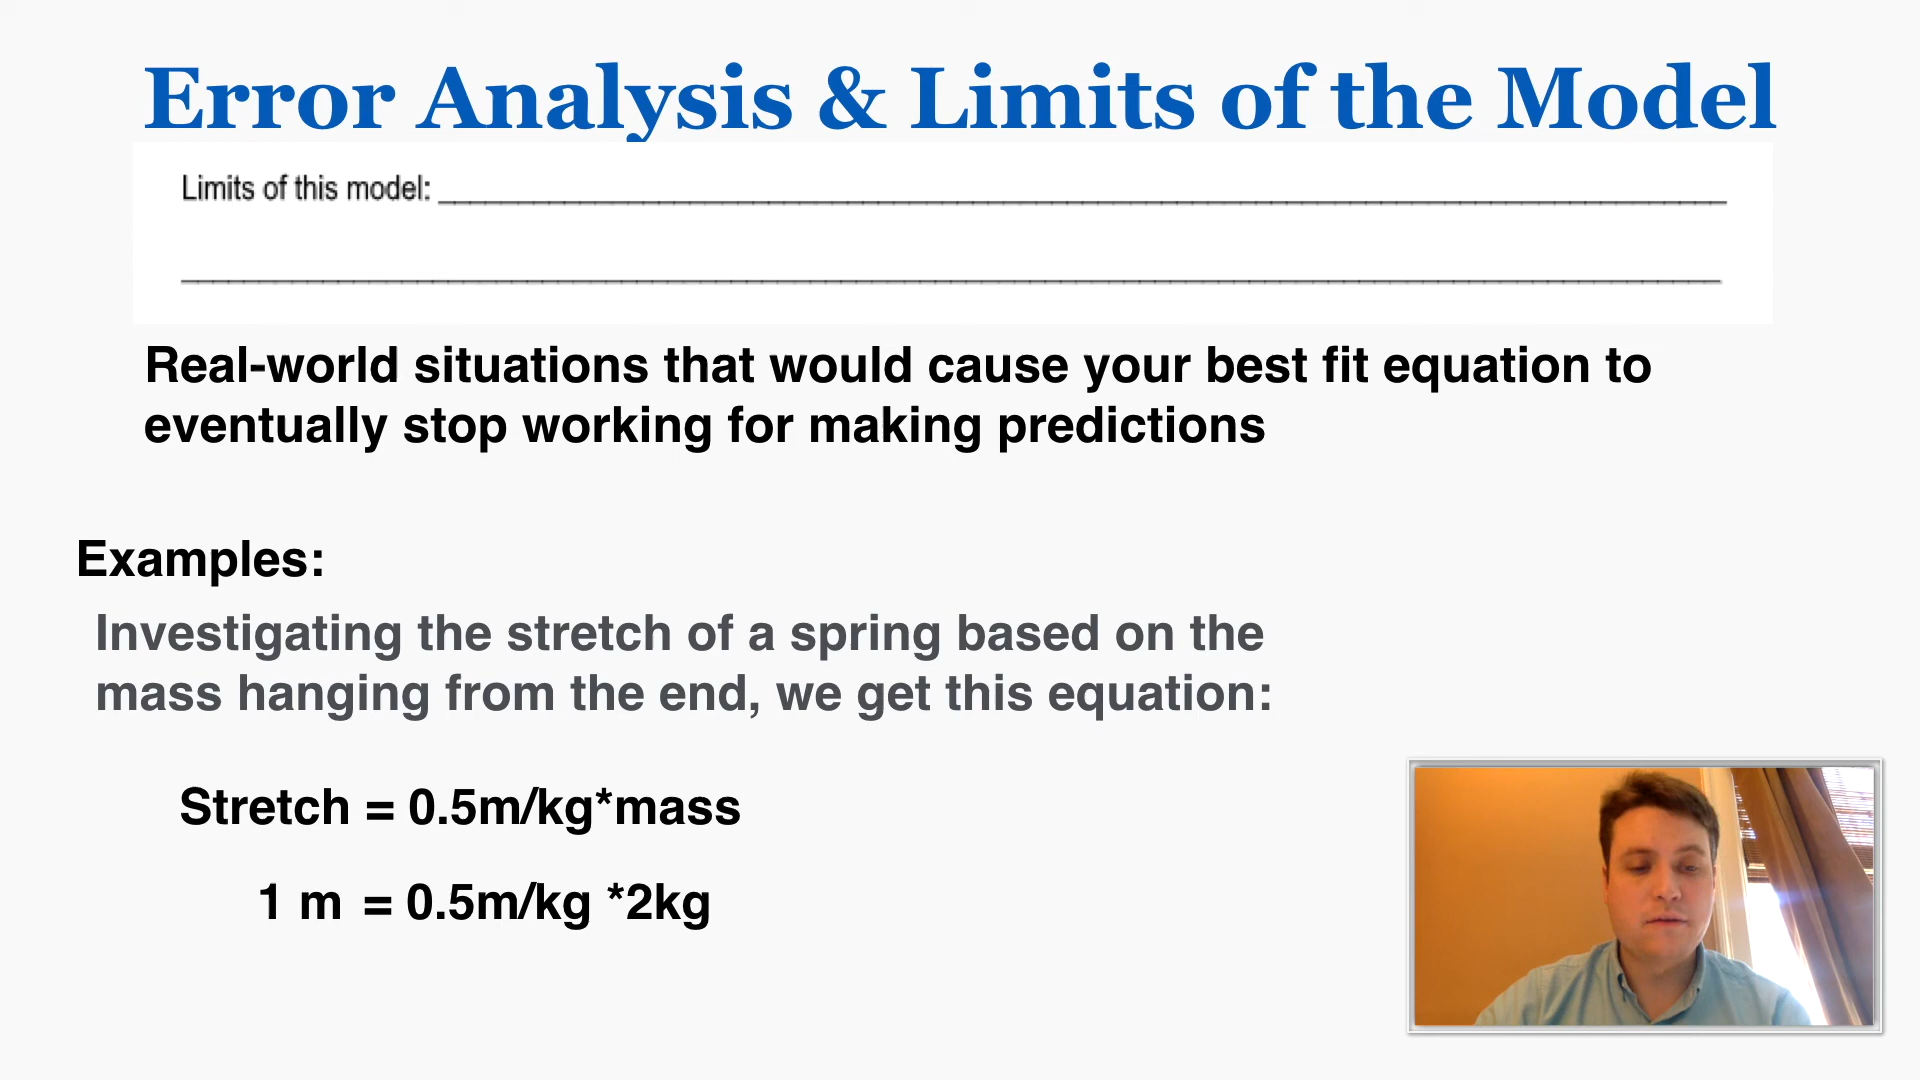 Error Analysis & Limits of the Model
Limits of this model:
Real-world situations that would cause your best fit equation to
eventually stop working for making predictions
Examples:
Investigating the stretch of a spring based on the
mass hanging from the end, we get this equation:
Stretch = 0.5m/kg*mass
1 m = 0.5m/kg *2kg